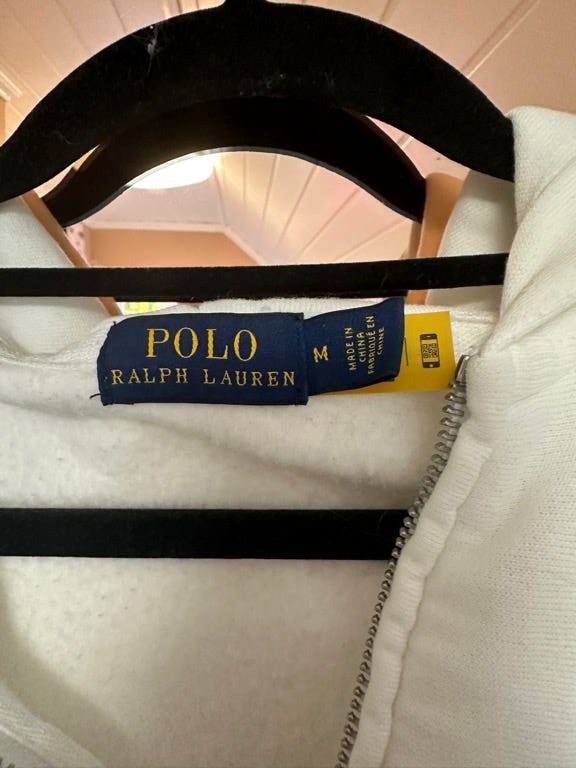 POLO
RALPH LAUREN
M
MADE IN
CHINA
FABRIQUÉ EN
CHINE